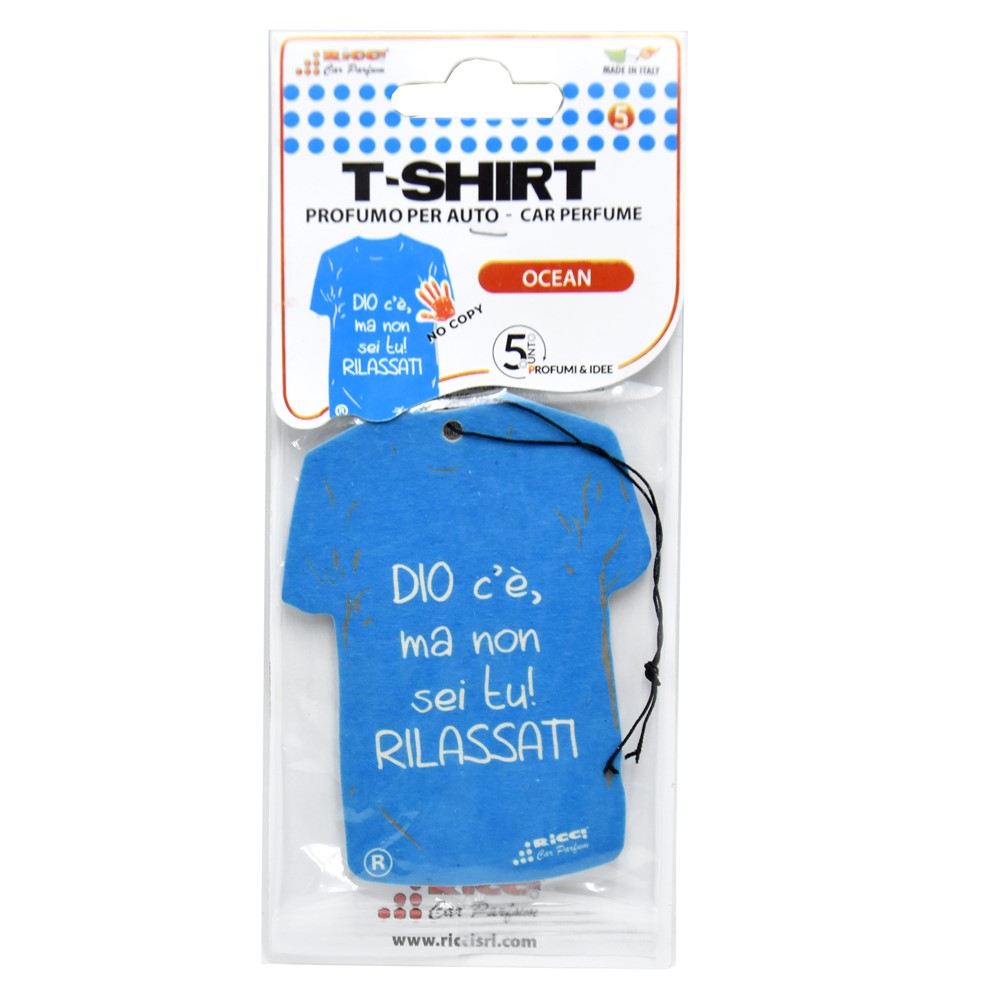 RICCI
Car Parfum
MADE IN ITALY
5
T-SHIRT
PROFUMO PER AUTO - CAR PERFUME
OCEAN
DIO c'è,
ma non
sei tu!
RILASSATI
®
NO COPY
5
PUNTO
PROFUMI & IDEE
DIO c'è,
ma non
sei tu!
RILASSATI
®
RICCI
Car Parfum
RICCI
Car Parfum
www.riccisrl.com